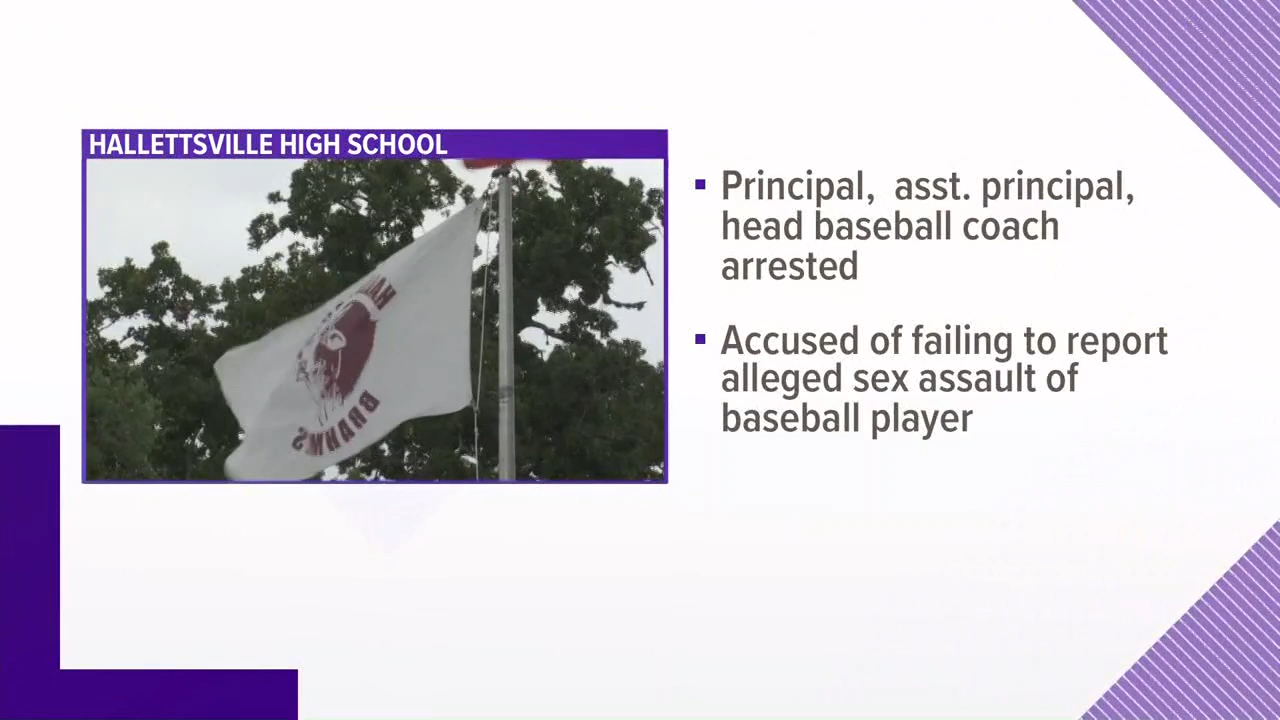 HALLETTSVILLE HIGH SCHOOL
Principal, asst. principal,
head baseball coach
arrested
Accused of failing to report
alleged sex assault of
baseball player
BRAHMAS